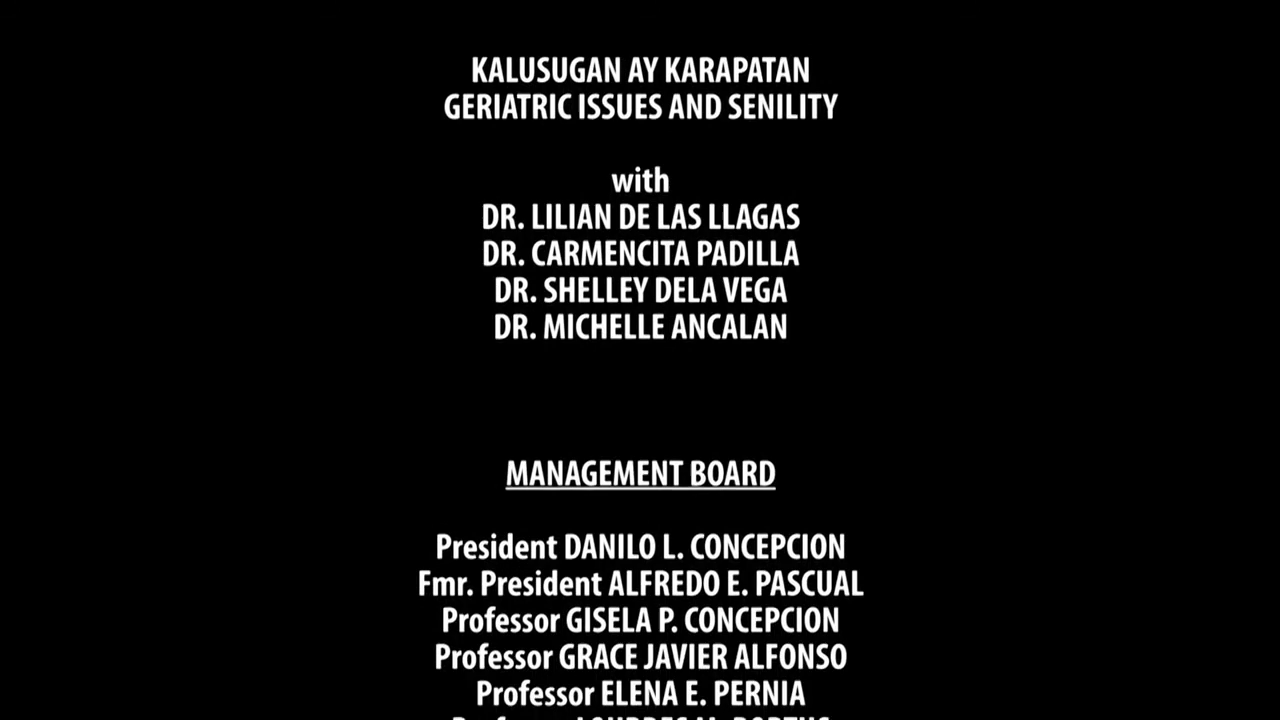 KALUSUGAN AY KARAPATAN
GERIATRIC ISSUES AND SENILITY
with
DR. LILIAN DE LAS LLAGAS
DR. CARMENCITA PADILLA
DR. SHELLEY DELA VEGA
DR. MICHELLE ANCALAN
MANAGEMENT BOARD
President DANILO L. CONCEPCION
Fmr. President ALFREDO E. PASCUAL
Professor GISELA P. CONCEPCION
Professor GRACE JAVIER ALFONSO
Professor ELENA E. PERNIA